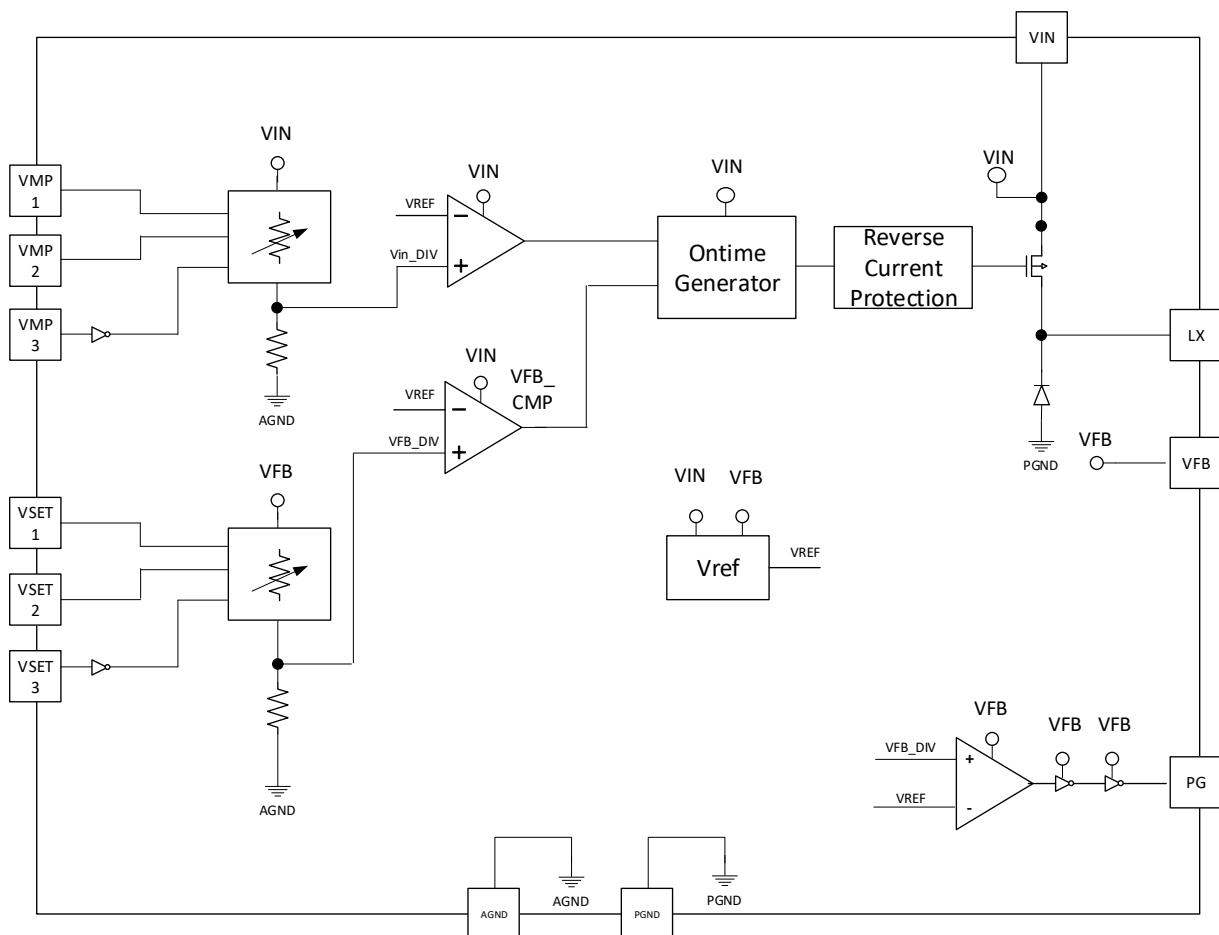 VIN
VIN
VMP
1
VMP
2
VMP
3
AGND
VREF
VIN
Vin_DIV
VIN
Ontime
Generator
Reverse
Current
Protection
VIN
LX
PGND
VREF
VIN
VFB_
CMP
VFB_DIV
VFB
VFB
VSET
1
VSET
2
VSET
3
VFB
AGND
VIN
VFB
Vref
VREF
VFB_DIV
VREF
VFB
+
-
VFB
VFB
PG
AGND
AGND
PGND
PGND